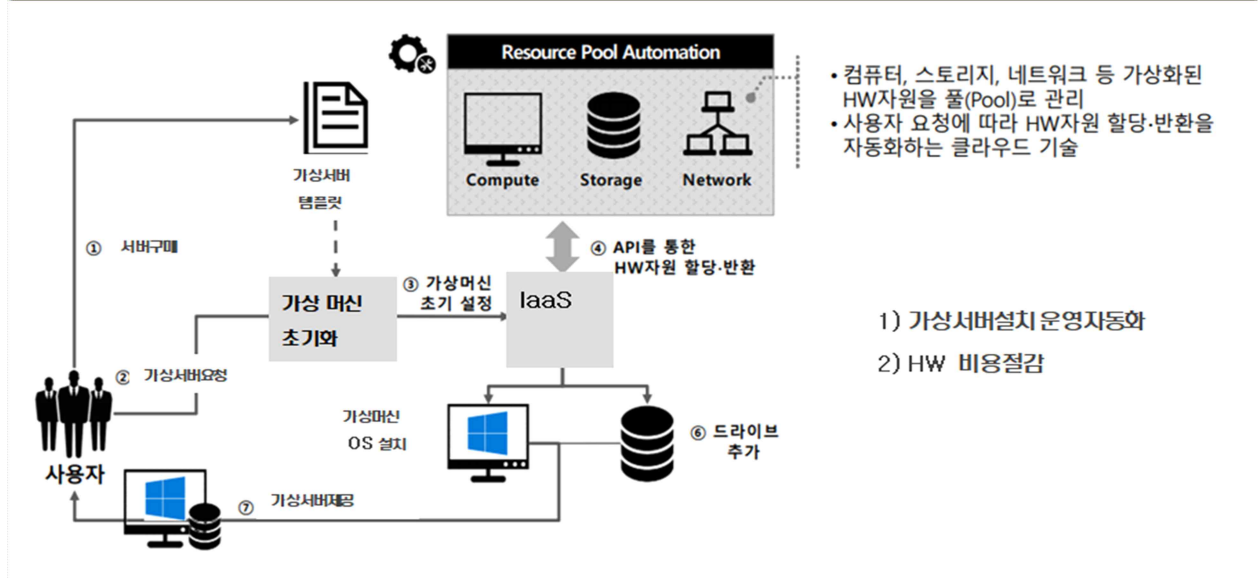 Resource Pool Automation
Compute
Storage
Network
• 컴퓨터, 스토리지, 네트워크 등 가상화된
HW자원을 풀(Pool)로 관리
• 사용자 요청에 따라 HW자원 할당·반환을
자동화하는 클라우드 기술
가상서버
템플릿
① 서버구매
④ API를 통한
HW자원 할당·반환
③ 가상머신
초기 설정
가상 머신
초기화
IaaS
1) 가상서버설치 운영자동화
2) HW 비용절감
② 가상서버요청
가상머신
OS 설치
⑥ 드라이브
추가
사용자
⑦ 가상서버제공